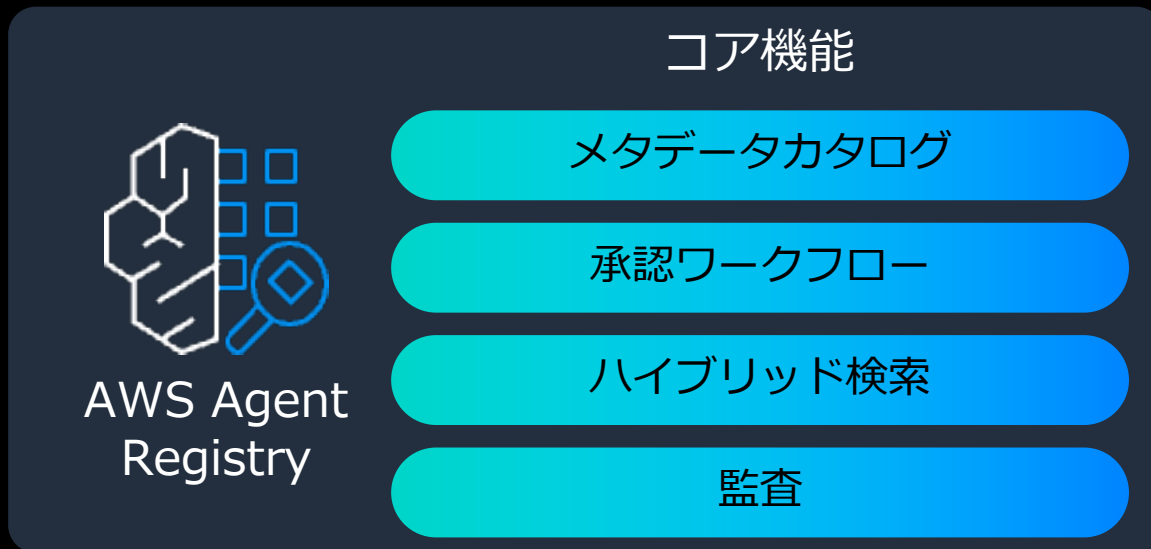 コア機能
メタデータカタログ
承認ワークフロー
ハイブリッド検索
監査
AWS Agent
Registry